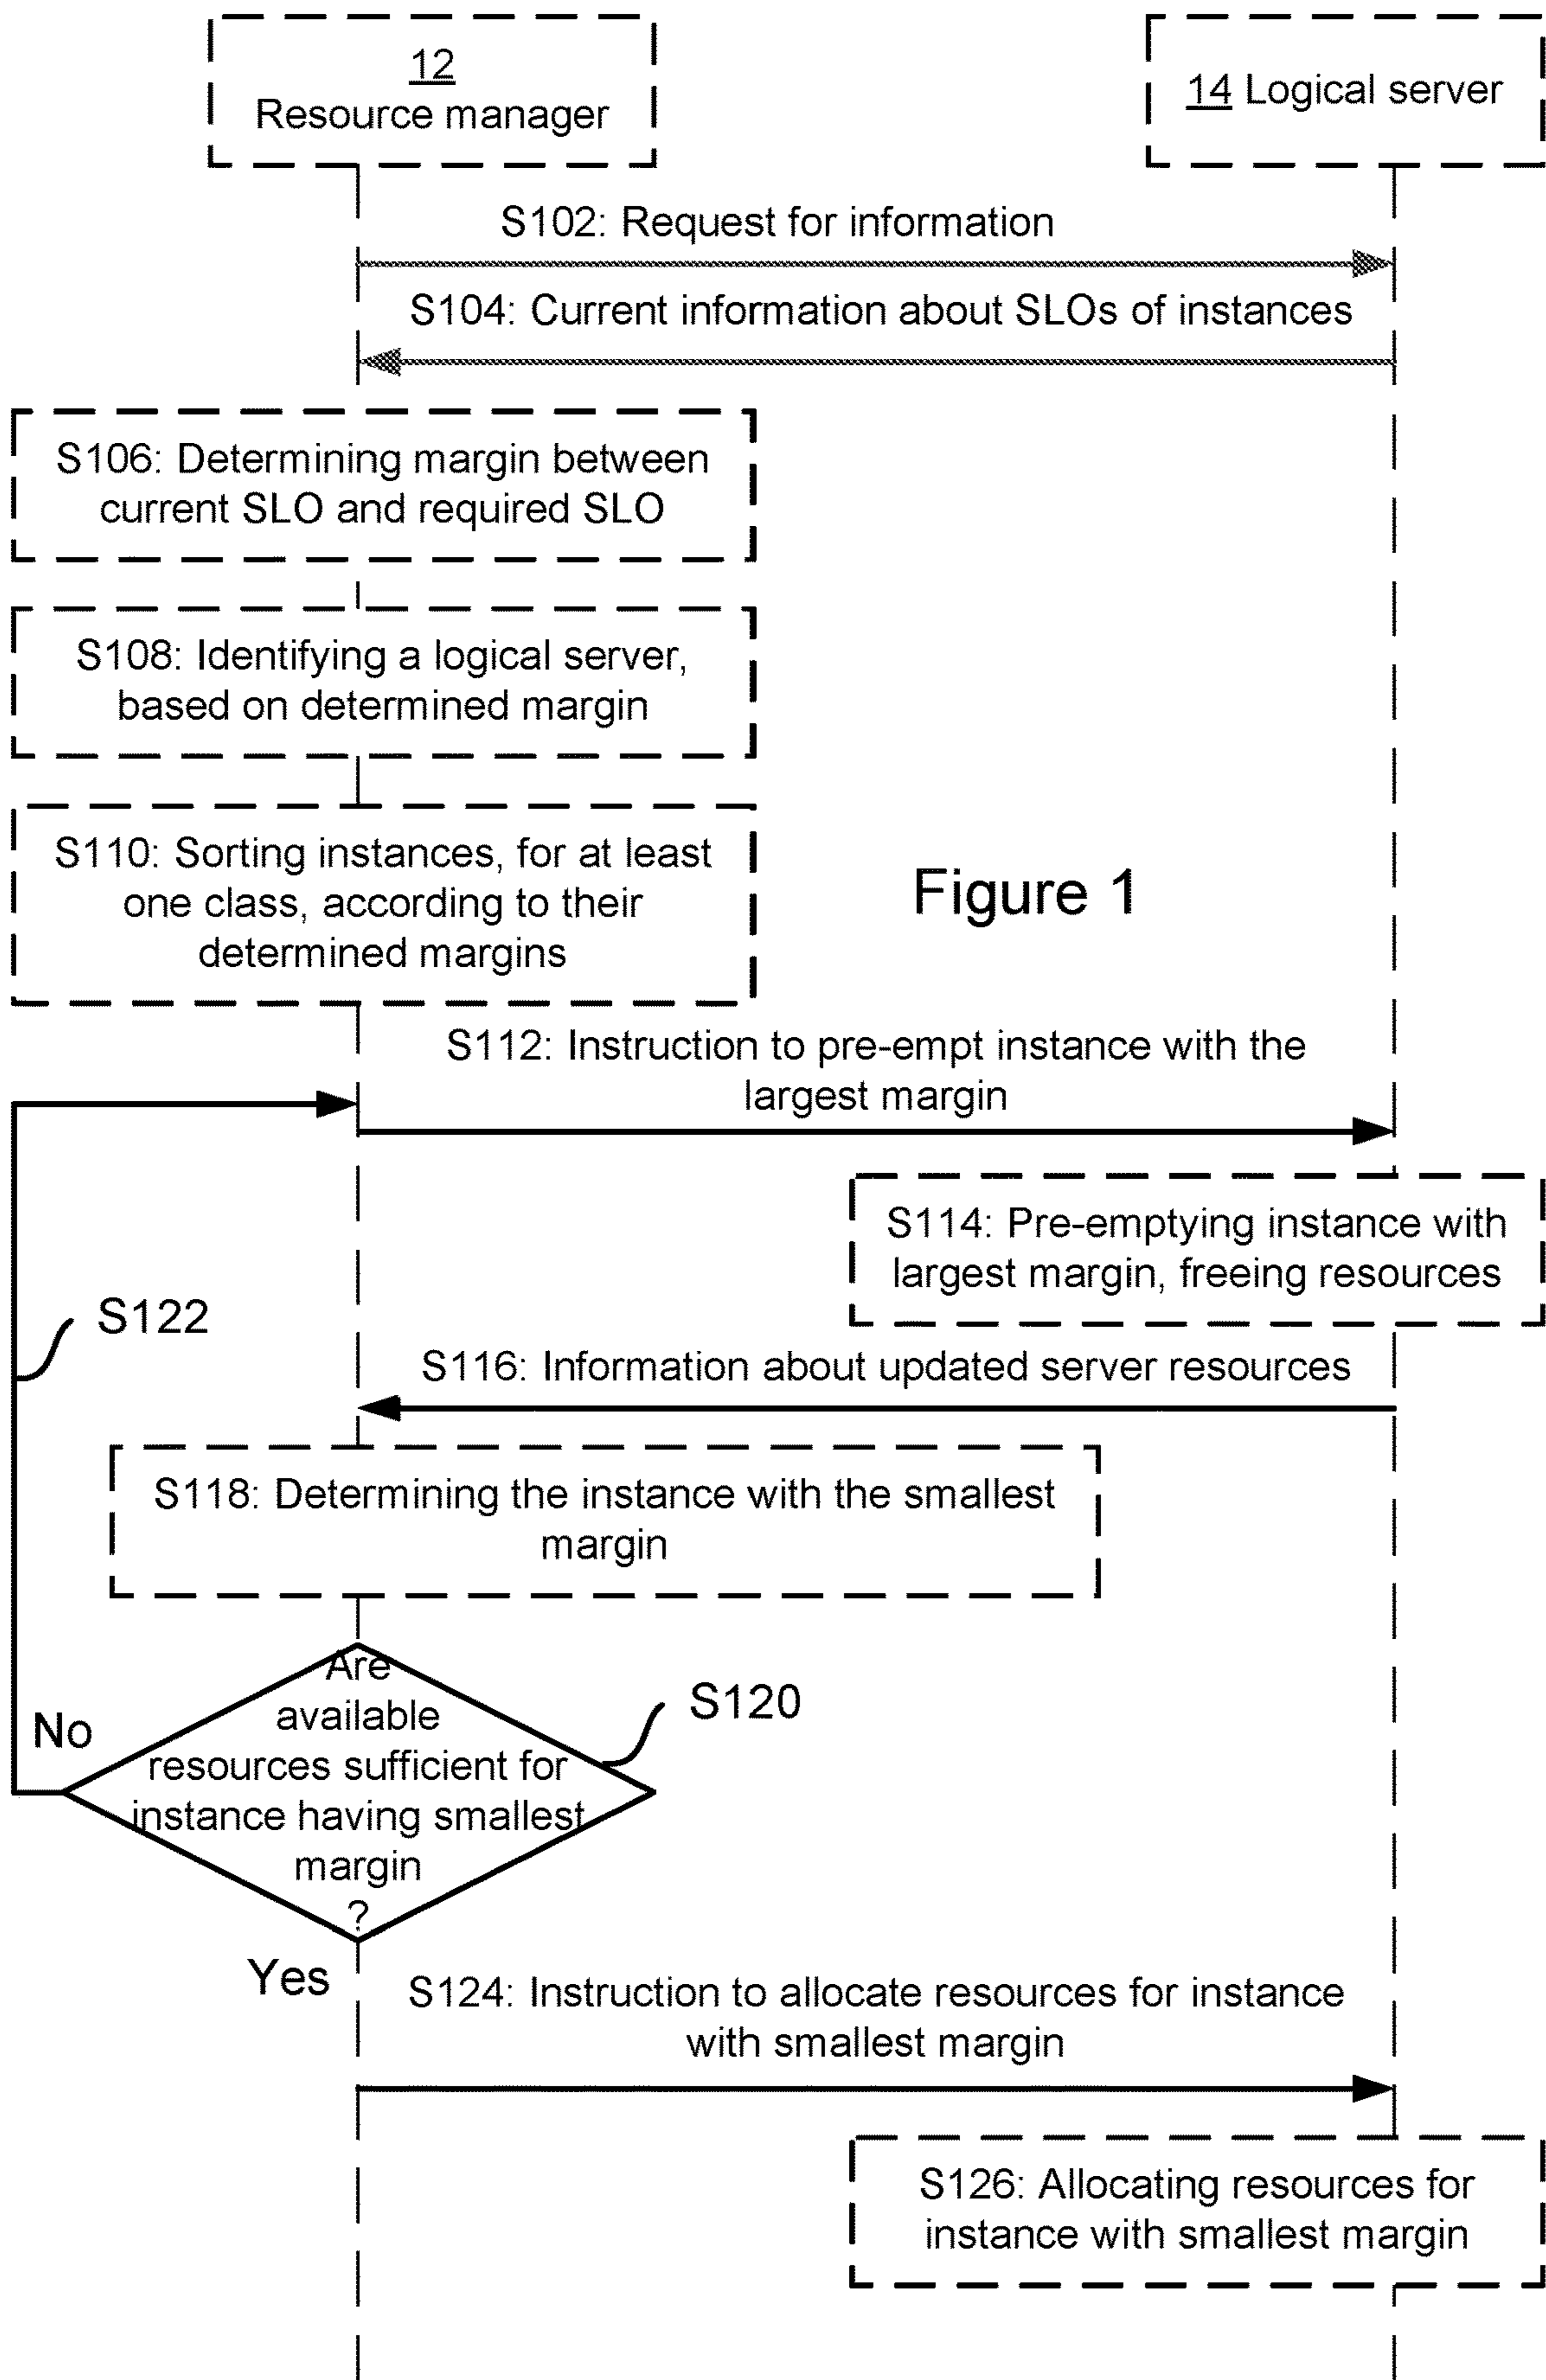 12
Resource manager
14 Logical server
S102: Request for information
S104: Current information about SLOs of instances
S106: Determining margin between
current SLO and required SLO
S108: Identifying a logical server,
based on determined margin
S110: Sorting instances, for at least
one class, according to their
determined margins
Figure 1
S112: Instruction to pre-empt instance with the
largest margin
S114: Pre-emptying instance with
largest margin, freeing resources
S122
S116: Information about updated server resources
S118: Determining the instance with the smallest
margin
Are
available
resources sufficient for
instance having smallest
margin
?
S120
No
Yes
S124: Instruction to allocate resources for instance
with smallest margin
S126: Allocating resources for
instance with smallest margin